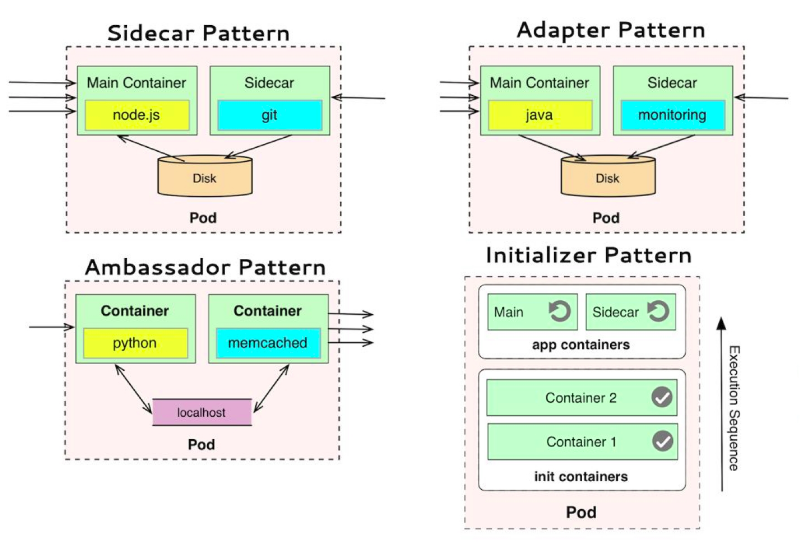 Sidecar Pattern
Main Container
node.js
Sidecar
git
Disk
Pod
Adapter Pattern
Main Container
java
Sidecar
monitoring
Disk
Pod
Ambassador Pattern
Container
python
Container
memcached
localhost
Pod
Initializer Pattern
Main
Sidecar
app containers
Container 2
Container 1
init containers
Pod
Execution Sequence